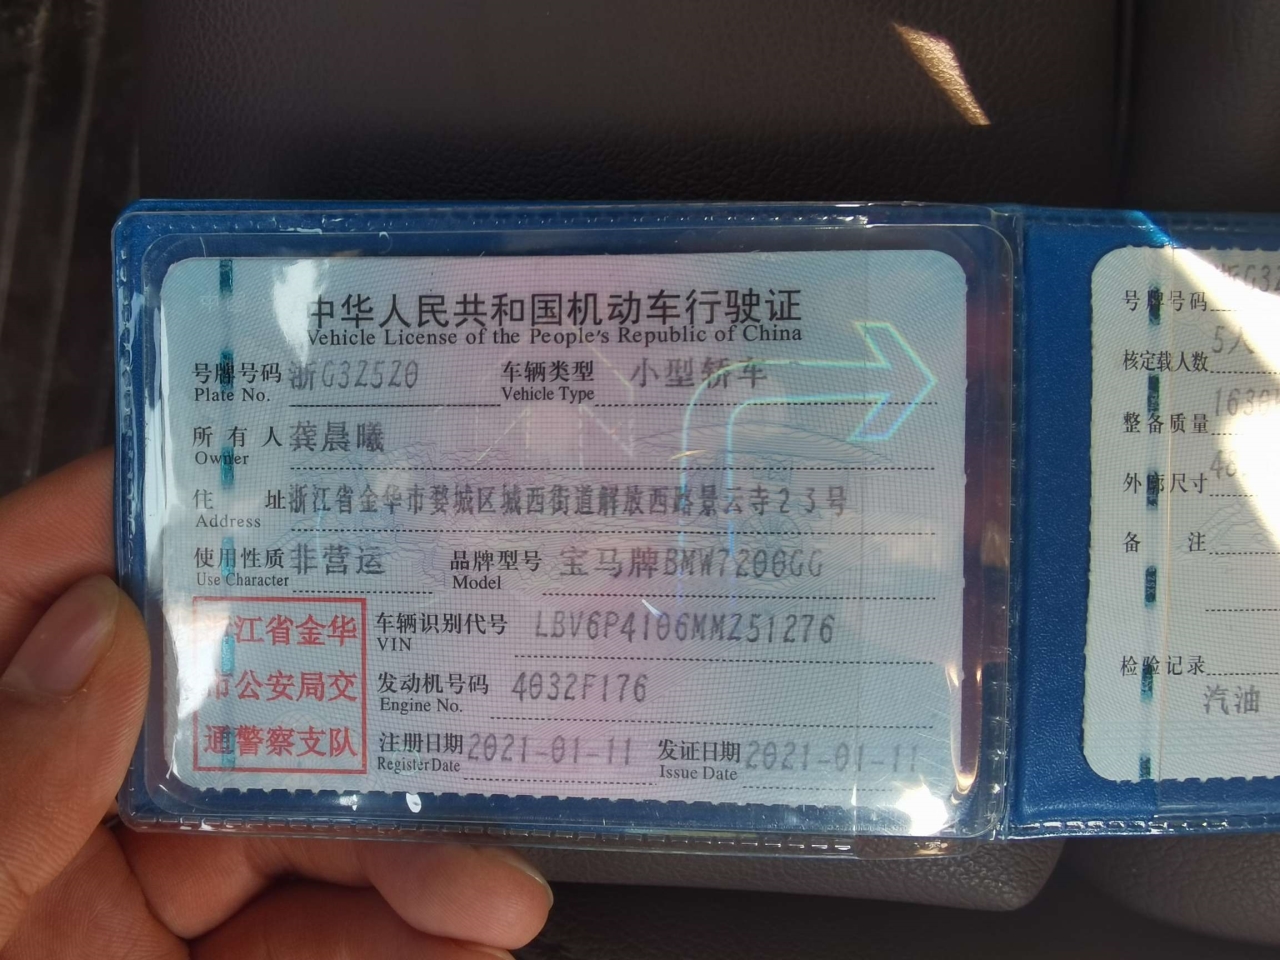 中华人民共和国机动车行驶证
Vehicle License of the People's Republic of China
号牌号码 浙G3Z5Z0 车辆类型 小型轿车
Plate No. Vehicle Type
所有人 龚晨曦
Owner
住址 浙江省金华市婺城区城西街道解放西路景云寺23号
Address
使用性质 非营运 品牌型号 宝马牌BMW7200GG
Use Character Model
江省金华
市公安局交
通警察支队
车辆识别代号 LBV6P4106MMZ51276
VIN
发动机号码 4032F176
Engine No.
注册日期 2021-01-11 发证日期 2021-01-11
Register Date Issue Date
号牌号码
核定载人数
整备质量
外廓尺寸
备注
检验记录
汽油